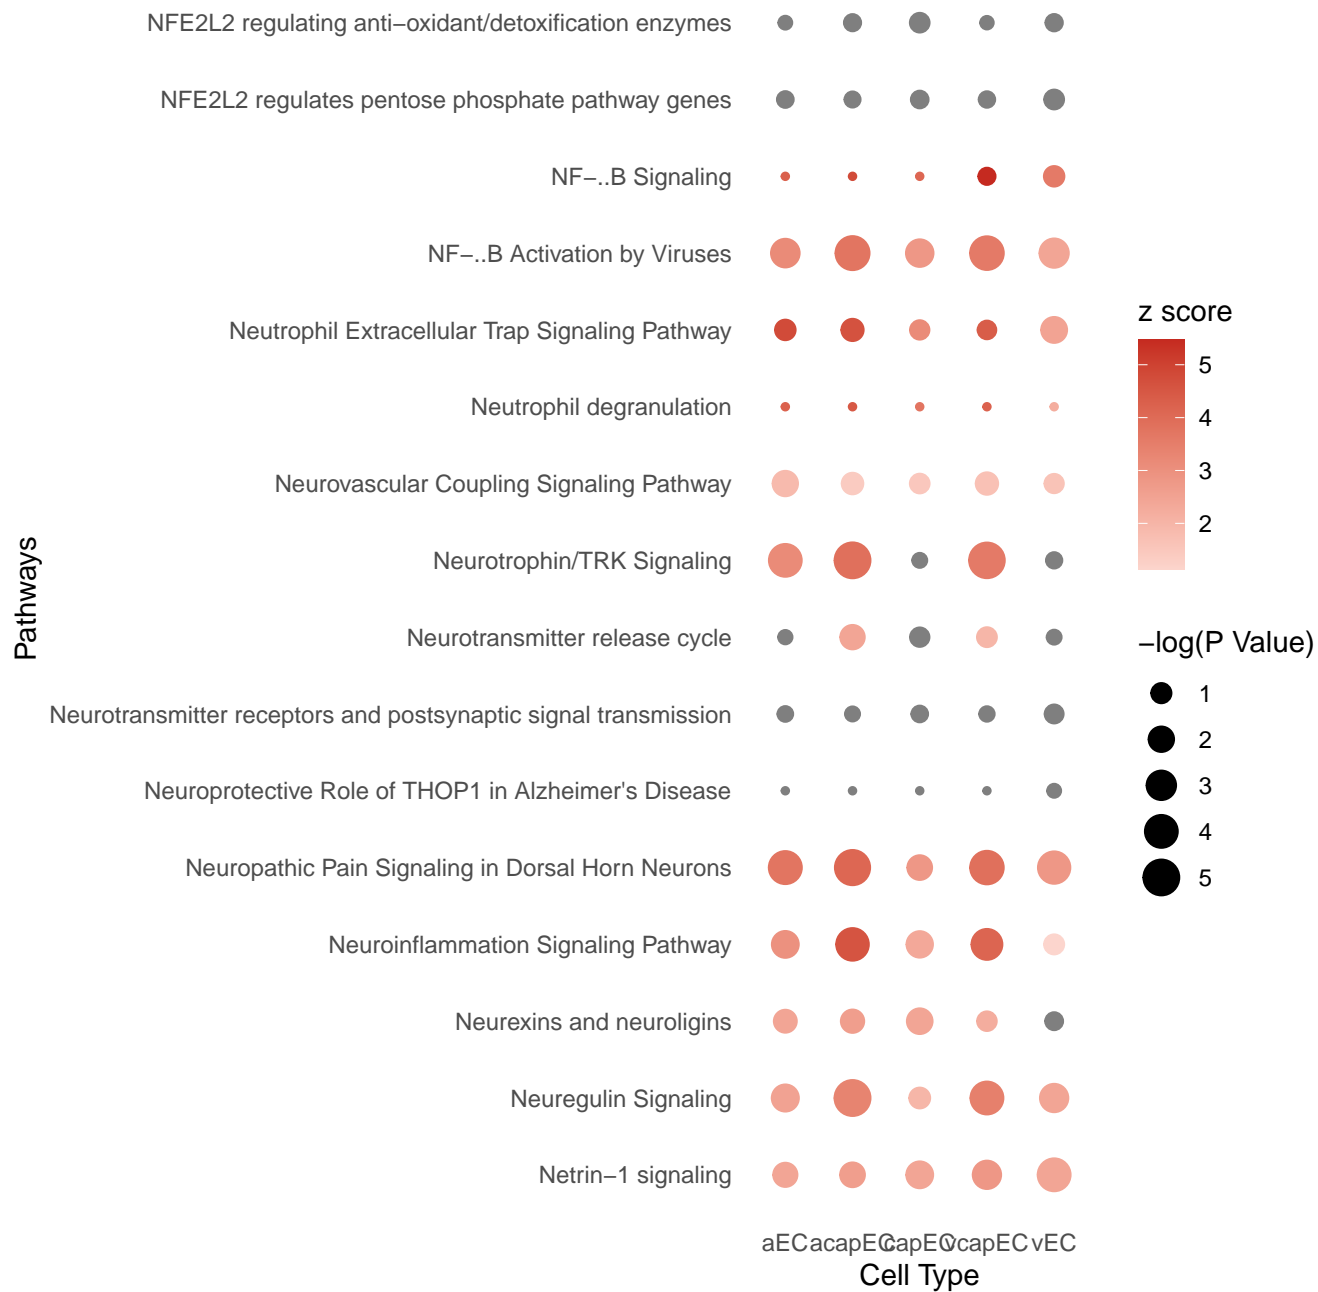 NFE2L2 regulating anti−oxidant/detoxification enzymes
NFE2L2 regulates pentose phosphate pathway genes
NF−..B Signaling
NF−..B Activation by Viruses
Neutrophil Extracellular Trap Signaling Pathway
Neutrophil degranulation
Neurovascular Coupling Signaling Pathway
Neurotrophin/TRK Signaling
Neurotransmitter release cycle
Neurotransmitter receptors and postsynaptic signal transmission
Neuroprotective Role of THOP1 in Alzheimer's Disease
Neuropathic Pain Signaling in Dorsal Horn Neurons
Neuroinflammation Signaling Pathway
Neurexins and neuroligins
Neuregulin Signaling
Netrin−1 signaling
Pathways
aEC acapEC capEC vcapEC vEC
Cell Type
z score
5
4
3
2
−log(P Value)
1
2
3
4
5